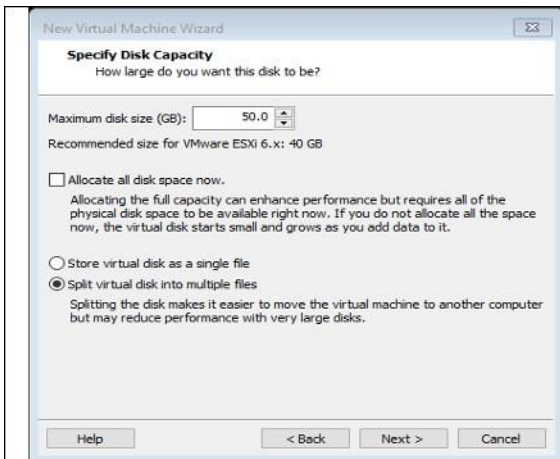 New Virtual Machine Wizard
Specify Disk Capacity
How large do you want this disk to be?
Maximum disk size (GB): 50.0
Recommended size for VMware ESXi 6.x: 40 GB
Allocate all disk space now.
Allocating the full capacity can enhance performance but requires all of the
physical disk space to be available right now. If you do not allocate all the space
now, the virtual disk starts small and grows as you add data to it.
Store virtual disk as a single file
Split virtual disk into multiple files
Splitting the disk makes it easier to move the virtual machine to another computer
but may reduce performance with very large disks.
Help < Back Next > Cancel